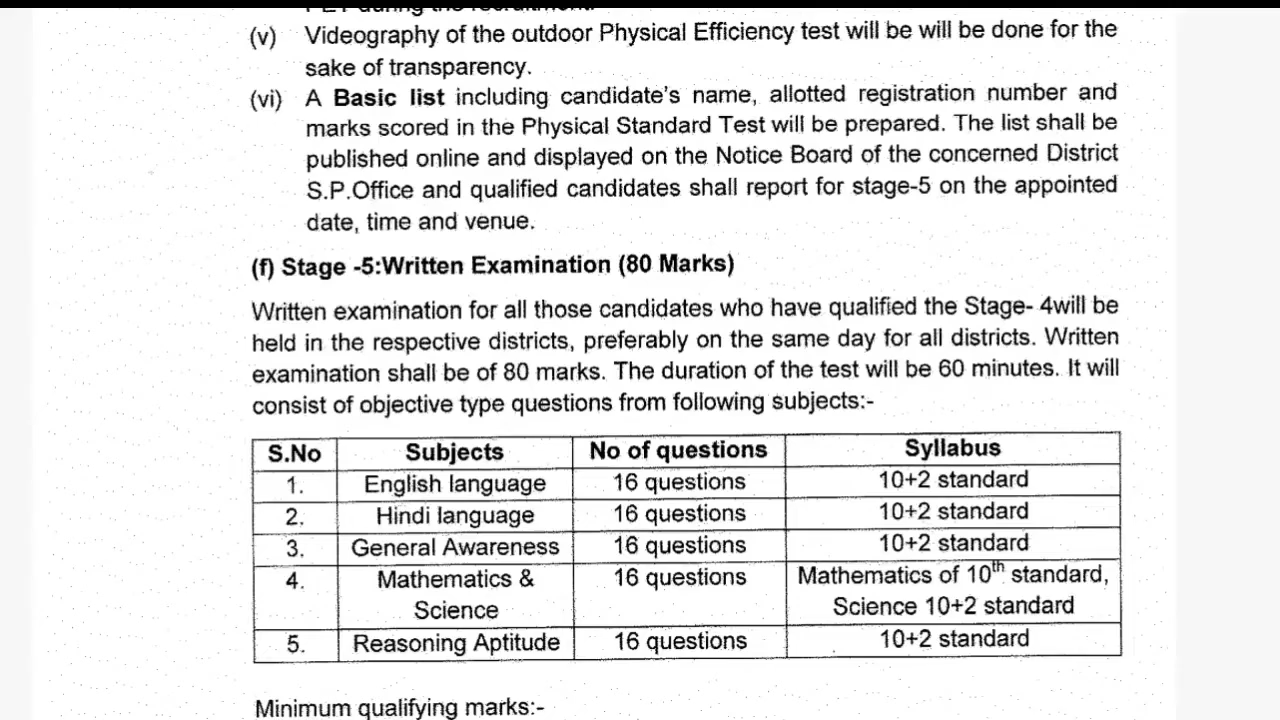 (v) Videography of the outdoor Physical Efficiency test will be will be done for the
sake of transparency.
(vi) A Basic list including candidate's name, allotted registration number and
marks scored in the Physical Standard Test will be prepared. The list shall be
published online and displayed on the Notice Board of the concerned District
S.P.Office and qualified candidates shall report for stage-5 on the appointed
date, time and venue.
(f) Stage -5:Written Examination (80 Marks)
Written examination for all those candidates who have qualified the Stage- 4will be
held in the respective districts, preferably on the same day for all districts. Written
examination shall be of 80 marks. The duration of the test will be 60 minutes. It will
consist of objective type questions from following subjects:-
S.No Subjects No of questions Syllabus
1. English language 16 questions 10+2 standard
2. Hindi language 16 questions 10+2 standard
3. General Awareness 16 questions 10+2 standard
4. Mathematics & 16 questions Mathematics of 10th standard,
Science Science 10+2 standard
5. Reasoning Aptitude 16 questions 10+2 standard
Minimum qualifying marks:-